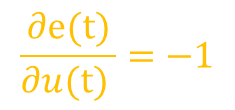 ∂e(t)/∂u(t) = −1